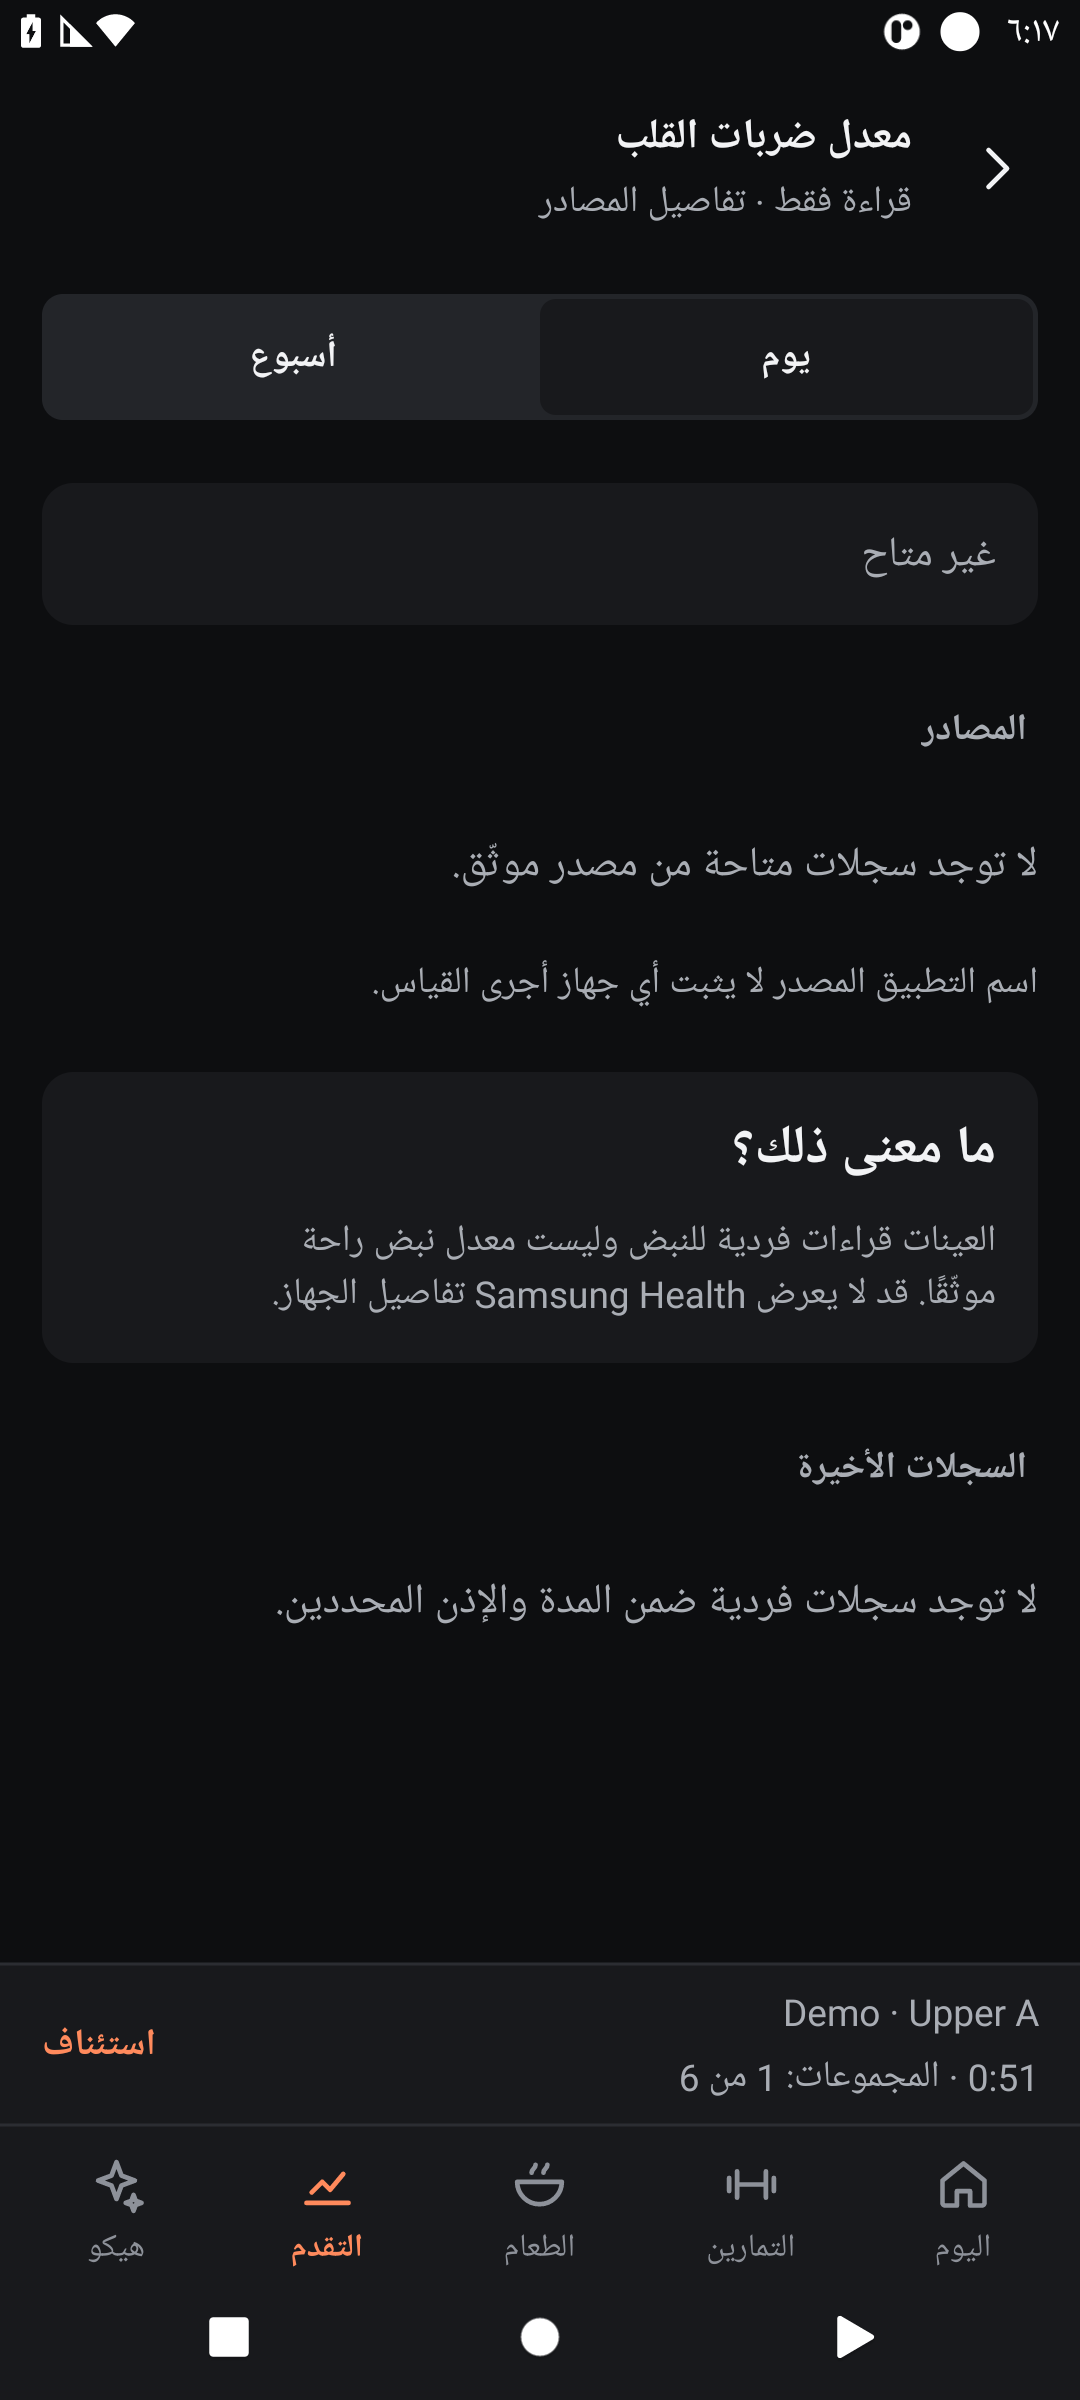 ٦:١٧
معدل ضربات القلب
قراءة فقط · تفاصيل المصادر
يوم
أسبوع
غير متاح
المصادر
لا توجد سجلات متاحة من مصدر موثّق.
اسم التطبيق المصدر لا يثبت أي جهاز أجرى القياس.
ما معنى ذلك؟
العينات قراءات فردية للنبض وليست معدل نبض راحة
موثّقًا. قد لا يعرض Samsung Health تفاصيل الجهاز.
السجلات الأخيرة
لا توجد سجلات فردية ضمن المدة والإذن المحددين.
Demo · Upper A
0:51 · المجموعات: 1 من 6
استئناف
اليوم
التمارين
الطعام
التقدم
هيكو